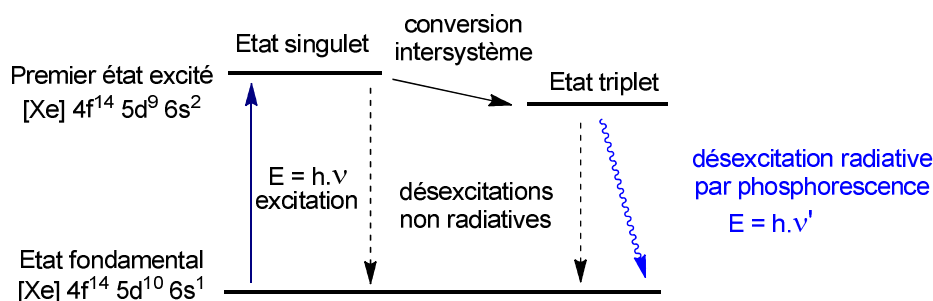 conversion
intersystème
Etat singulet
Premier état excité
[Xe] 4f¹⁴ 5d⁹ 6s²
Etat triplet
E = h.ν
excitation
désexcitations
non radiatives
désexcitation radiative
par phosphorescence
E = h.ν'
Etat fondamental
[Xe] 4f¹⁴ 5d¹⁰ 6s¹